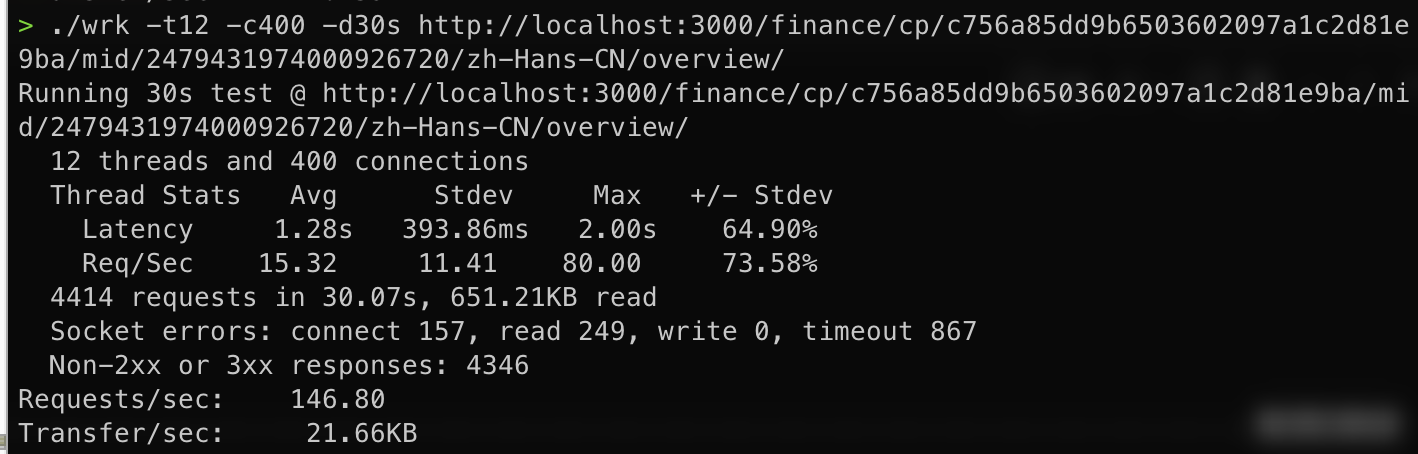 > ./wrk -t12 -c400 -d30s http://localhost:3000/finance/cp/c756a85dd9b6503602097a1c2d81e
9ba/mid/2479431974000926720/zh-Hans-CN/overview/
Running 30s test @ http://localhost:3000/finance/cp/c756a85dd9b6503602097a1c2d81e9ba/mi
d/2479431974000926720/zh-Hans-CN/overview/
  12 threads and 400 connections
  Thread Stats   Avg      Stdev     Max   +/- Stdev
    Latency     1.28s   393.86ms   2.00s    64.90%
    Req/Sec    15.32     11.41    80.00     73.58%
  4414 requests in 30.07s, 651.21KB read
  Socket errors: connect 157, read 249, write 0, timeout 867
  Non-2xx or 3xx responses: 4346
Requests/sec:    146.80
Transfer/sec:     21.66KB